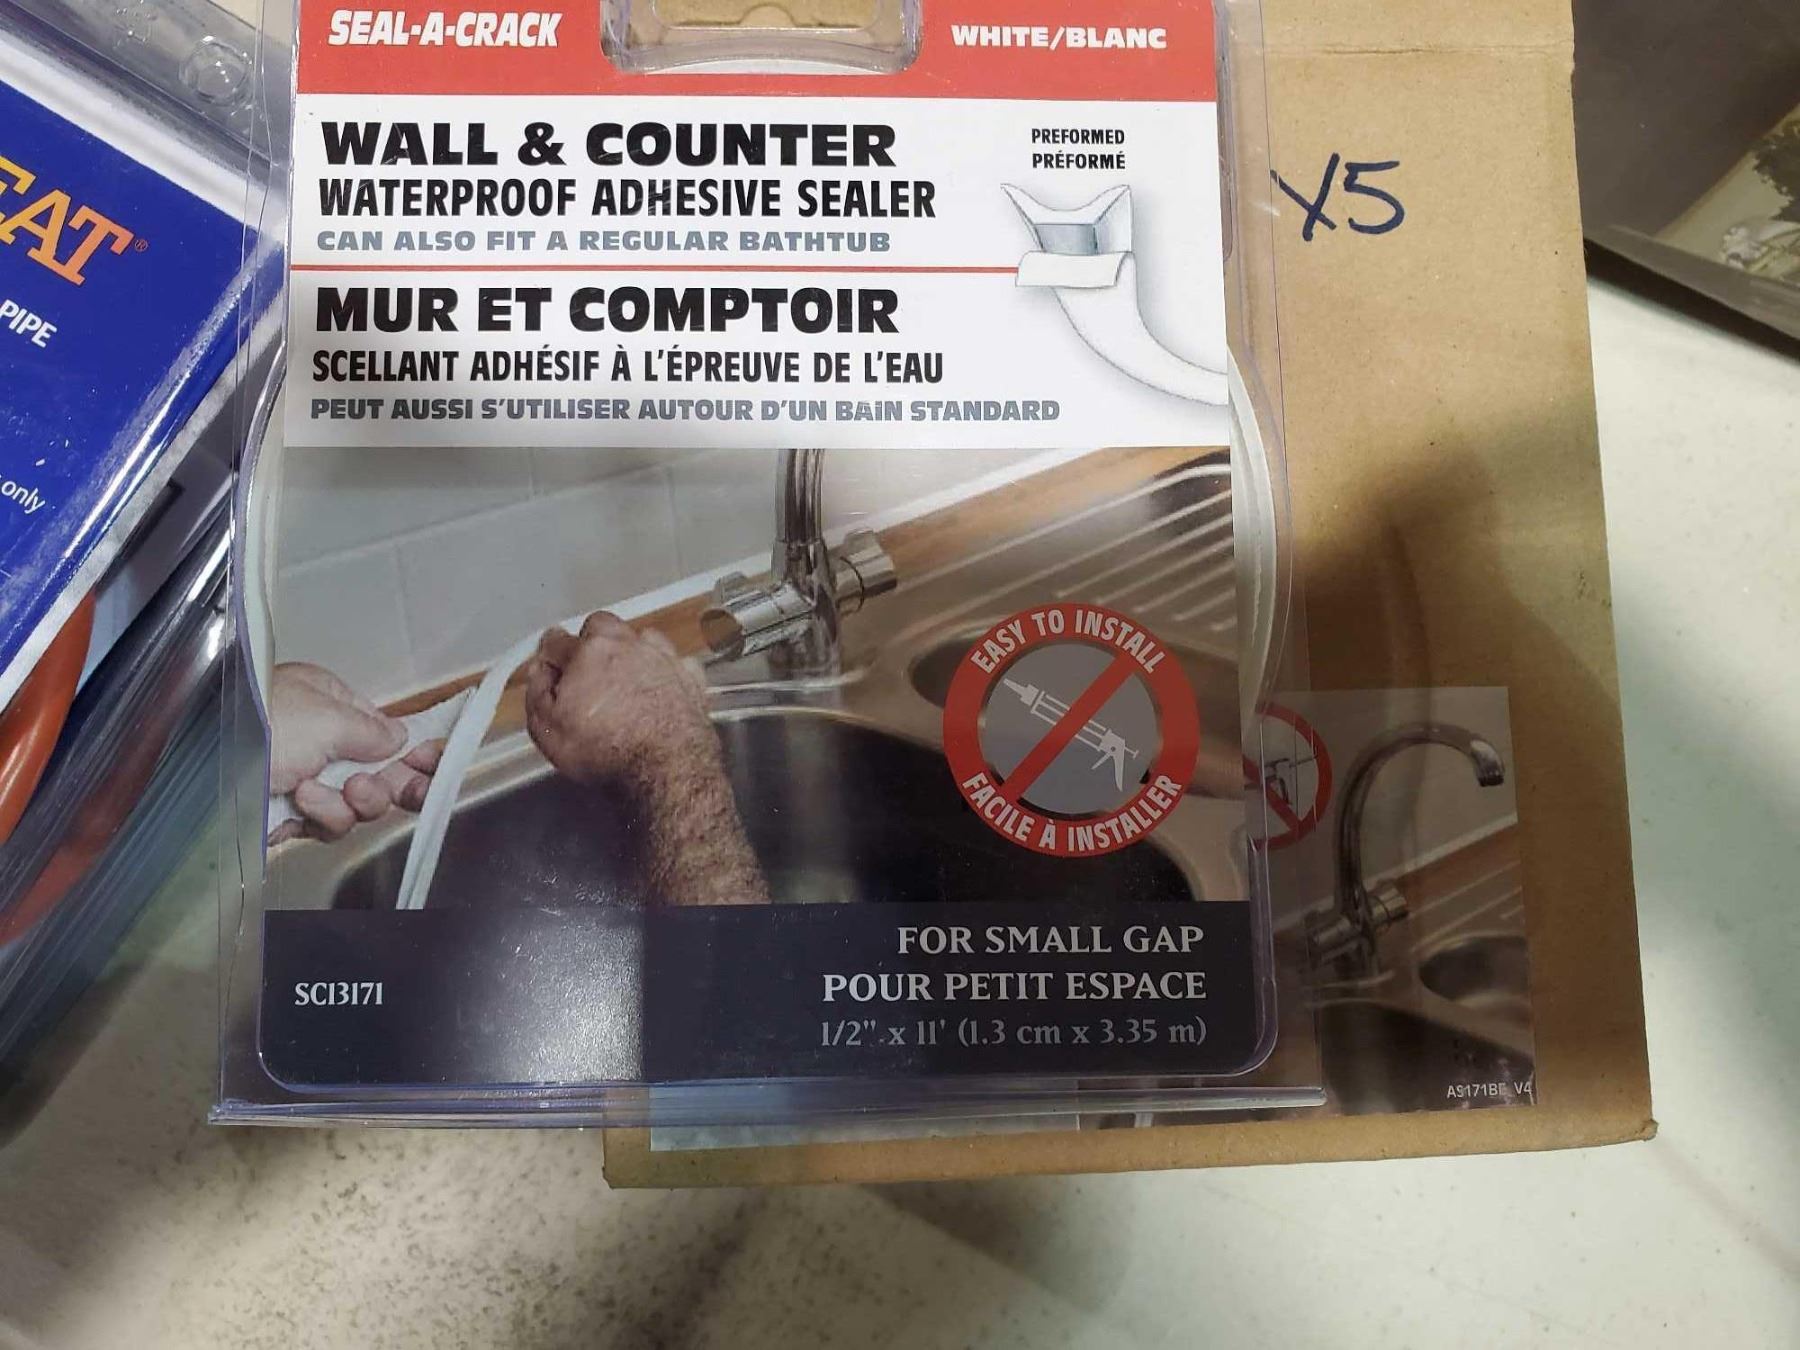 SEAL-A-CRACK
WHITE/BLANC
WALL & COUNTER
WATERPROOF ADHESIVE SEALER
CAN ALSO FIT A REGULAR BATHTUB
PREFORMED
PRÉFORMÉ
MUR ET COMPTOIR
SCELLANT ADHÉSIF À L'ÉPREUVE DE L'EAU
PEUT AUSSI S'UTILISER AUTOUR D'UN BAIN STANDARD
EASY TO INSTALL
FACILE À INSTALLER
FOR SMALL GAP
POUR PETIT ESPACE
1/2" x 11' (1.3 cm x 3.35 m)
SC13171
X5
PIPE
only